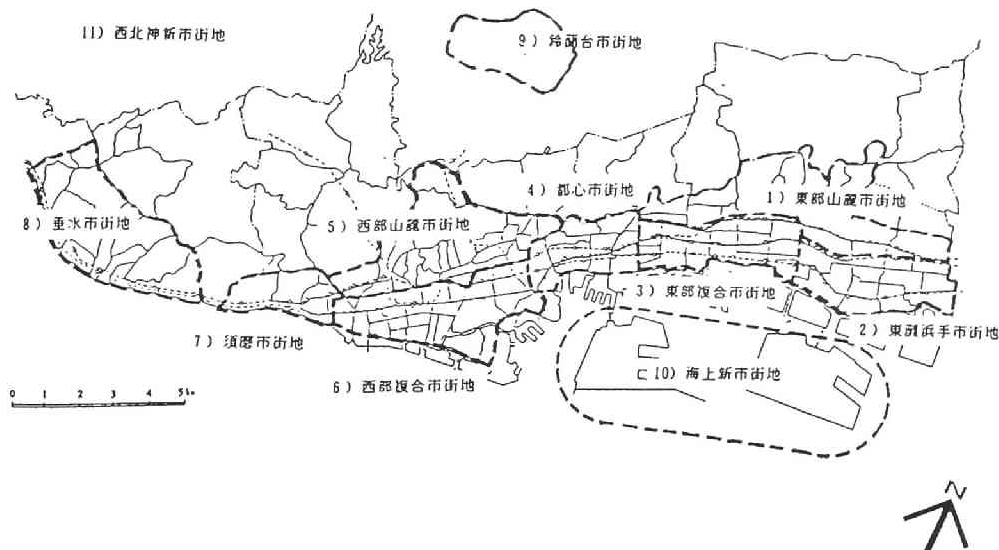 11) 西北神新市街地
9) 鈴蘭台市街地
4) 都心市街地
1) 東部山麓市街地
8) 垂水市街地
5) 西部山麓市街地
3) 東部複合市街地
2) 東部浜手市街地
7) 須磨市街地
10) 海上新市街地
6) 西部複合市街地
0 1 2 3 4 5 km
N